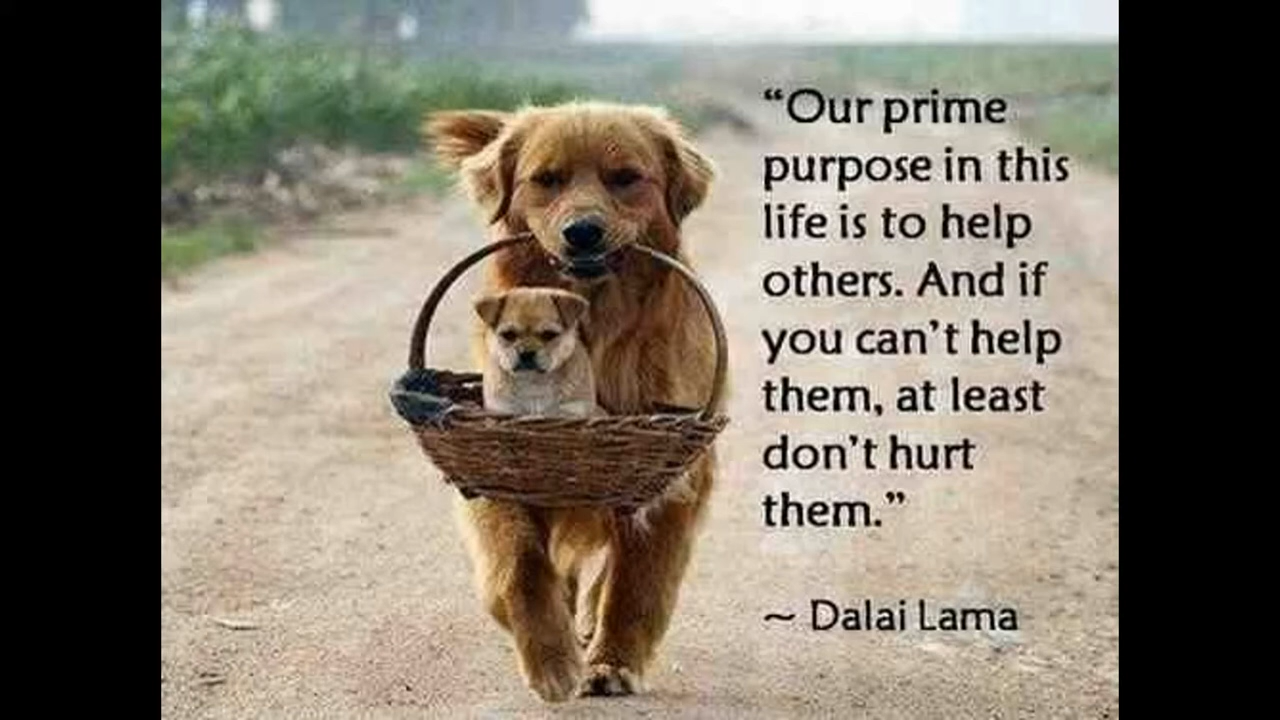 “Our prime
purpose in this
life is to help
others. And if
you can’t help
them, at least
don’t hurt
them.”
~ Dalai Lama